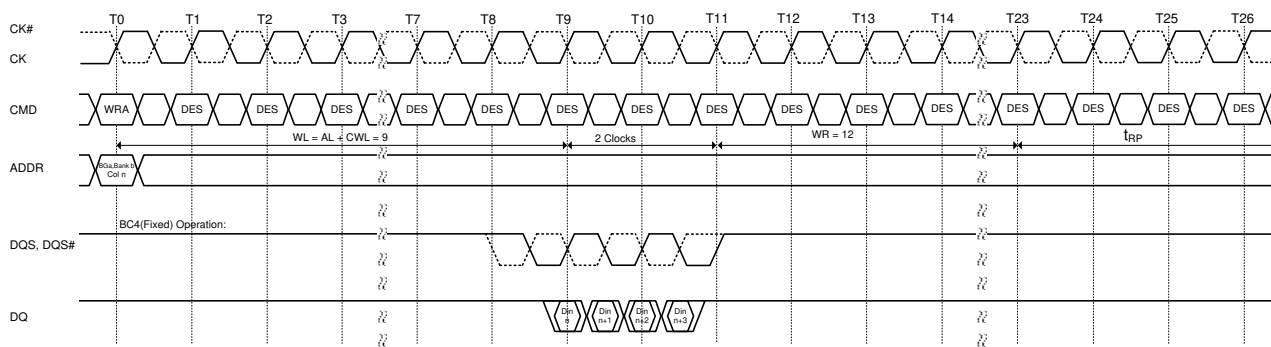 T0 T1 T2 T3 T7 T8 T9 T10 T11 T12 T13 T14 T23 T24 T25 T26
CK#
CK
CMD WRA DES DES DES DES DES DES DES DES DES DES DES DES DES DES DES
WL = AL + CWL = 9 2 Clocks WR = 12 tRP
ADDR BGa,Bank b
Col n
BC4(Fixed) Operation:
DQS, DQS#
DQ Din n Din n+1 Din n+2 Din n+3